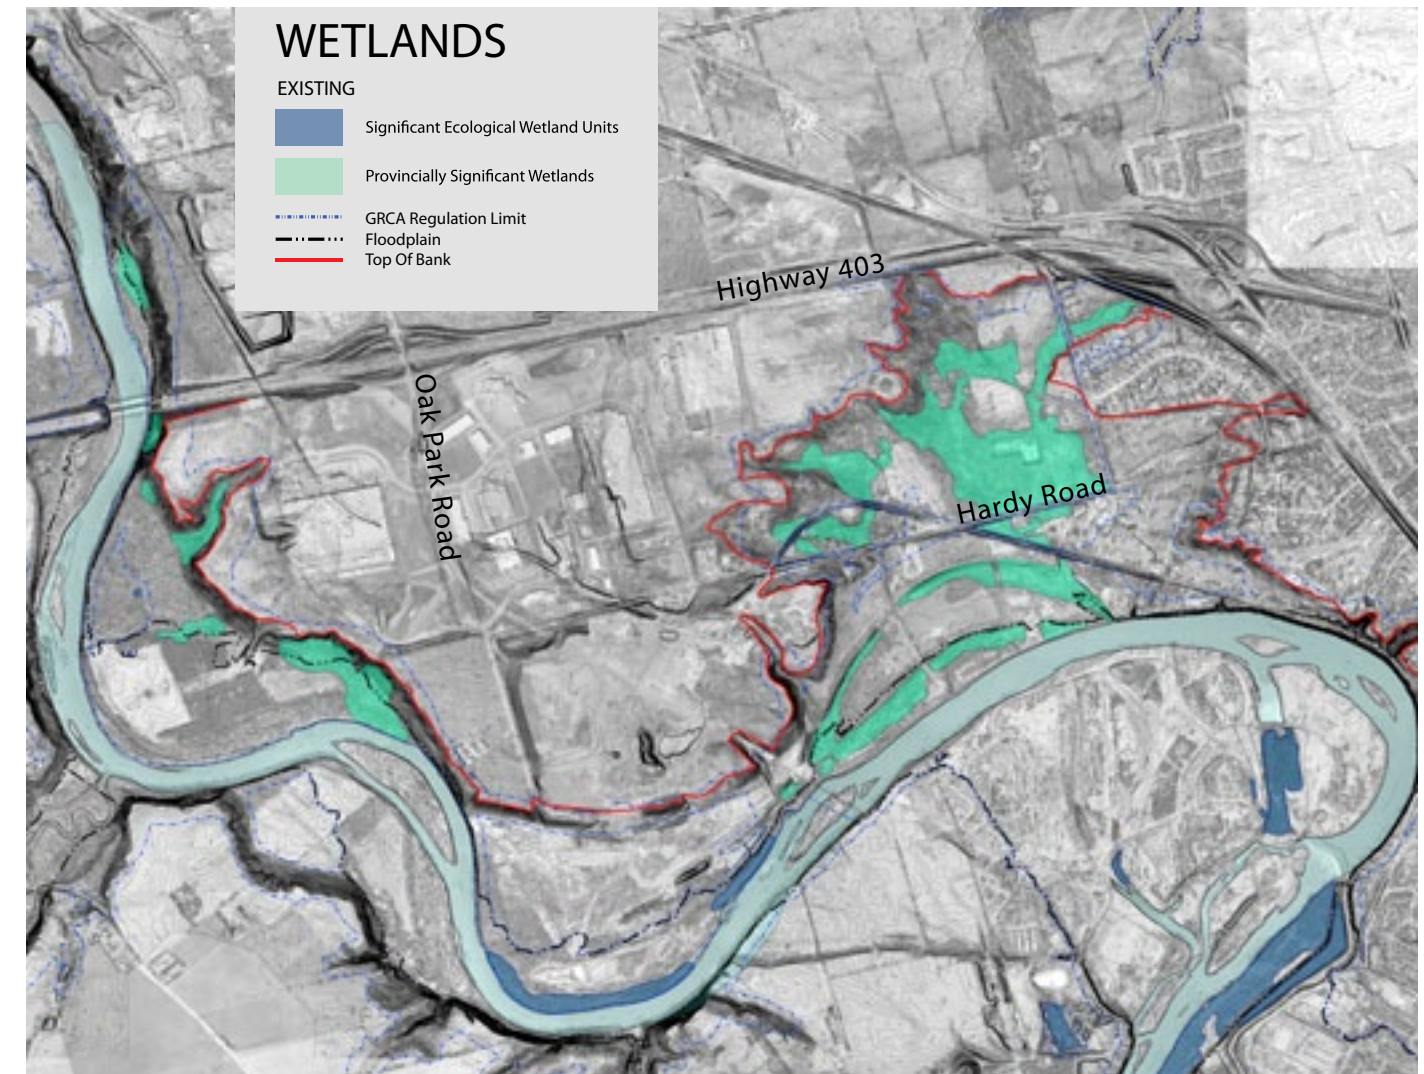 WETLANDS
EXISTING
Significant Ecological Wetland Units
Provincially Significant Wetlands
GRCA Regulation Limit
Floodplain
Top Of Bank
Highway 403
Oak Park Road
Hardy Road